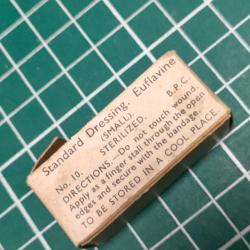 Standard Dressing. Euflavine
(SMALL).
STERILIZED.
No. 10. B.P.C.
DIRECTIONS.—Do not touch wound.
Apply as a finger stall through the open
edges and secure with the bandage.
TO BE STORED IN A COOL PLACE.